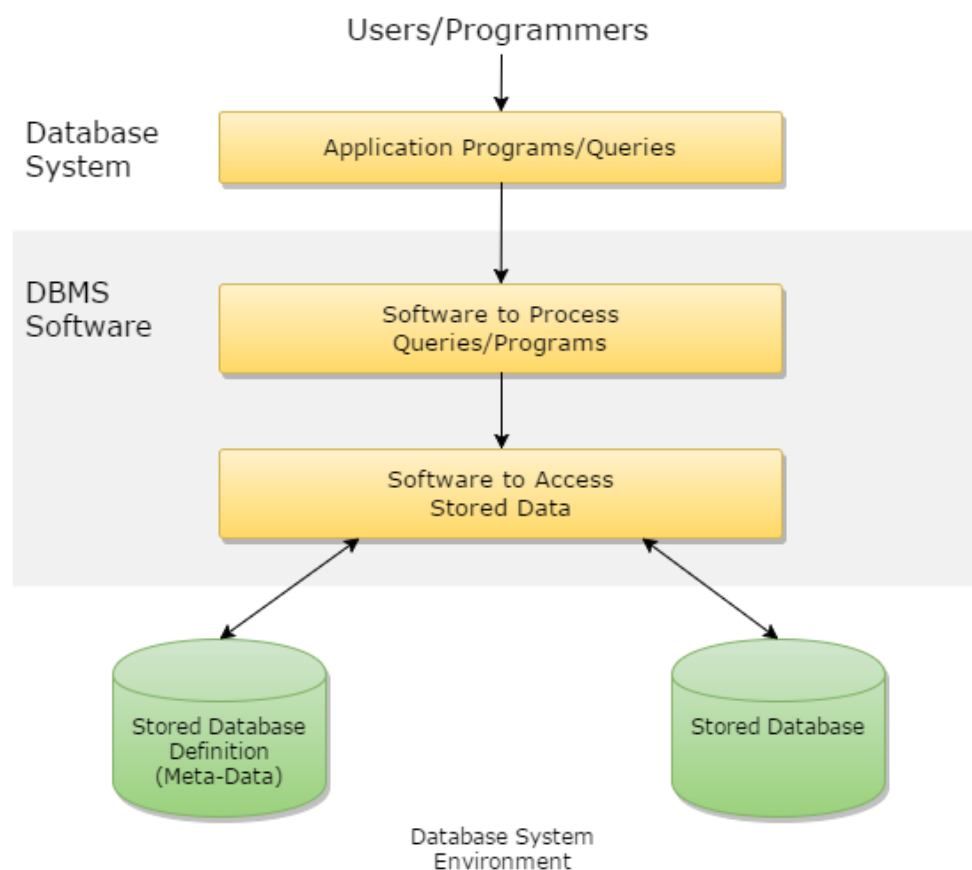 Users/Programmers
Database
System
Application Programs/Queries
DBMS
Software
Software to Process
Queries/Programs
Software to Access
Stored Data
Stored Database
Definition
(Meta-Data)
Stored Database
Database System
Environment